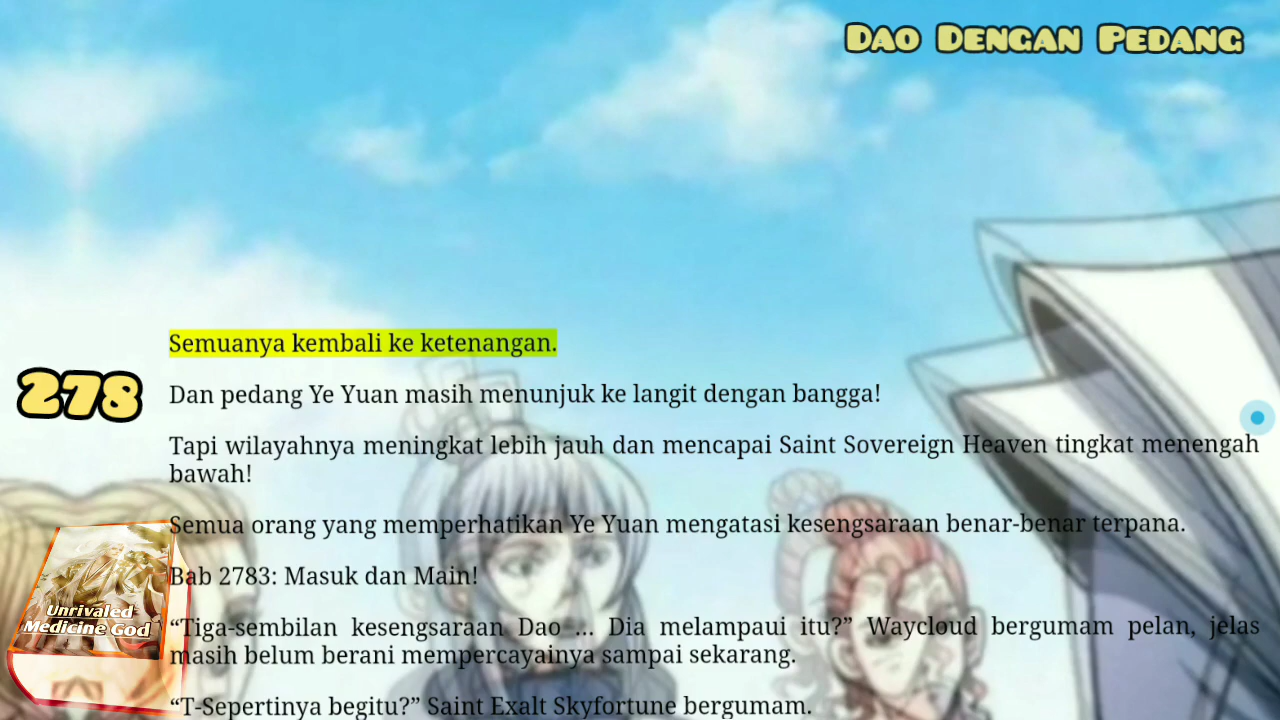 Dao Dengan Pedang
Semuanya kembali ke ketenangan.
278
Dan pedang Ye Yuan masih menunjuk ke langit dengan bangga!
Tapi wilayahnya meningkat lebih jauh dan mencapai Saint Sovereign Heaven tingkat menengah
bawah!
Semua orang yang memperhatikan Ye Yuan mengatasi kesengsaraan benar-benar terpana.
Bab 2783: Masuk dan Main!
Unrivaled
Medicine God
“Tiga-sembilan kesengsaraan Dao ... Dia melampaui itu?” Waycloud bergumam pelan, jelas
masih belum berani mempercayainya sampai sekarang.
“T-Sepertinya begitu?” Saint Exalt Skyfortune bergumam.